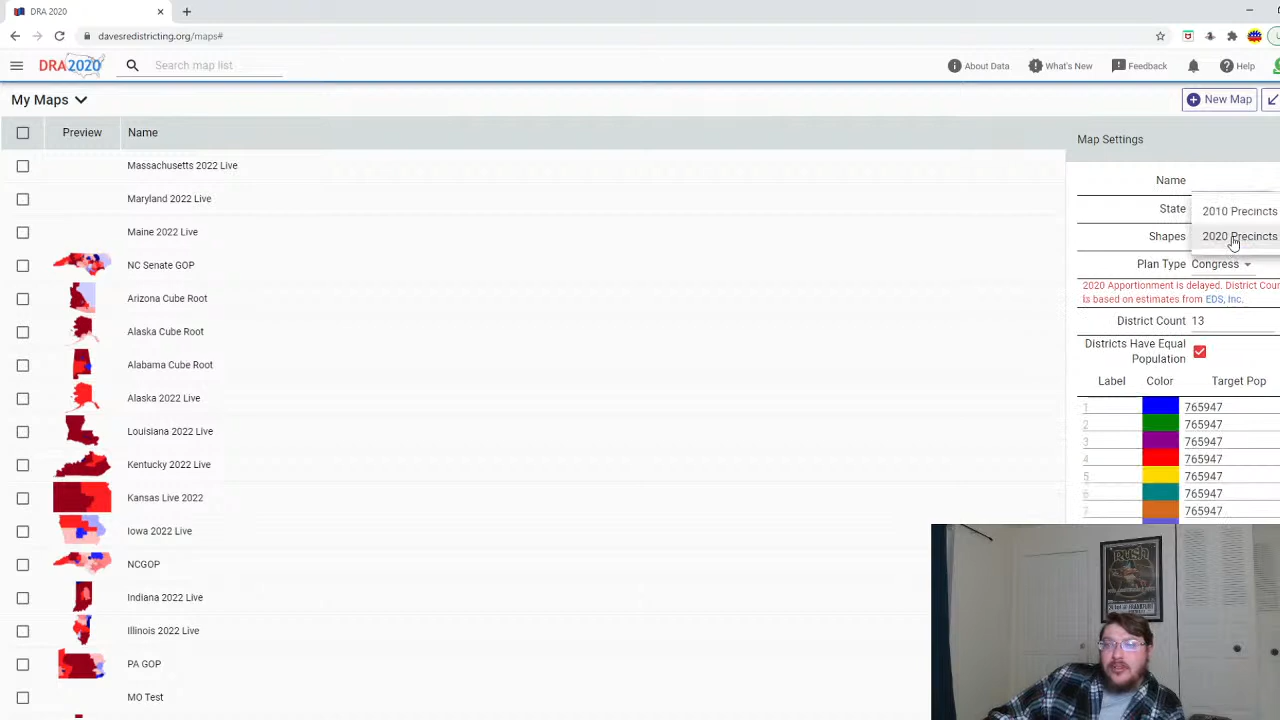 DRA 2020
davesredistricting.org/maps#
DRA2020
Search map list
About Data
What's New
Feedback
Help
My Maps
New Map
Preview
Name
Massachusetts 2022 Live
Maryland 2022 Live
Maine 2022 Live
NC Senate GOP
Arizona Cube Root
Alaska Cube Root
Alabama Cube Root
Alaska 2022 Live
Louisiana 2022 Live
Kentucky 2022 Live
Kansas Live 2022
Iowa 2022 Live
NCGOP
Indiana 2022 Live
Illinois 2022 Live
PA GOP
MO Test
Map Settings
Name
State
2010 Precincts
Shapes
2020 Precincts
Plan Type Congress
2020 Apportionment is delayed. District Cou
is based on estimates from EDS, Inc.
District Count 13
Districts Have Equal
Population
Label Color Target Pop
1 765947
2 765947
3 765947
4 765947
5 765947
6 765947
7 765947
RUSH